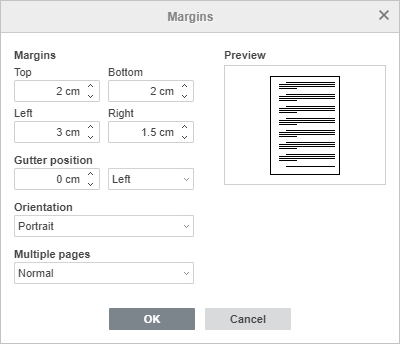 Margins
Margins
Preview
Top Bottom
2 cm 2 cm
Left Right
3 cm 1.5 cm
Gutter position
0 cm Left
Orientation
Portrait
Multiple pages
Normal
OK Cancel